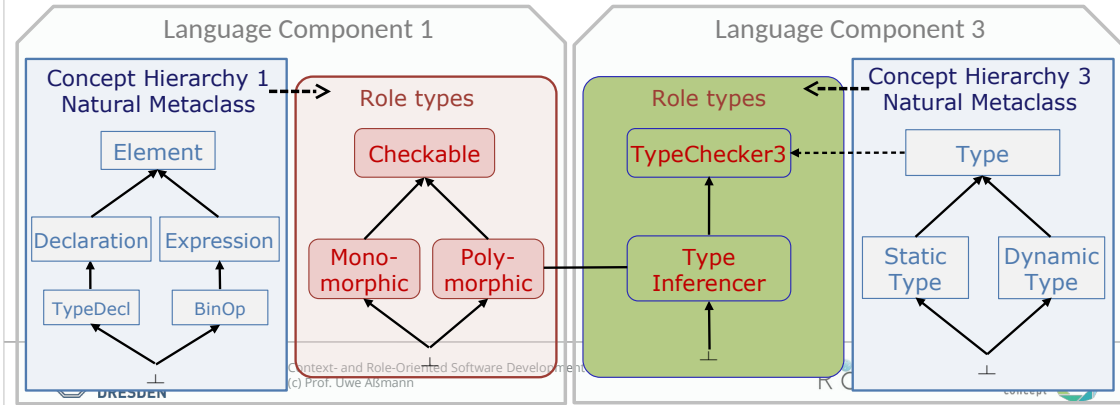 Language Component 1
Concept Hierarchy 1
Natural Metaclass
Element
Declaration
Expression
TypeDecl
BinOp
⊥
Role types
Checkable
Mono-
morphic
Poly-
morphic
⊥
Language Component 3
Role types
TypeChecker3
Type
Inferencer
⊥
Concept Hierarchy 3
Natural Metaclass
Type
Static
Type
Dynamic
Type
⊥
DRESDEN
Context- and Role-Oriented Software Development
(c) Prof. Uwe Aßmann
concept